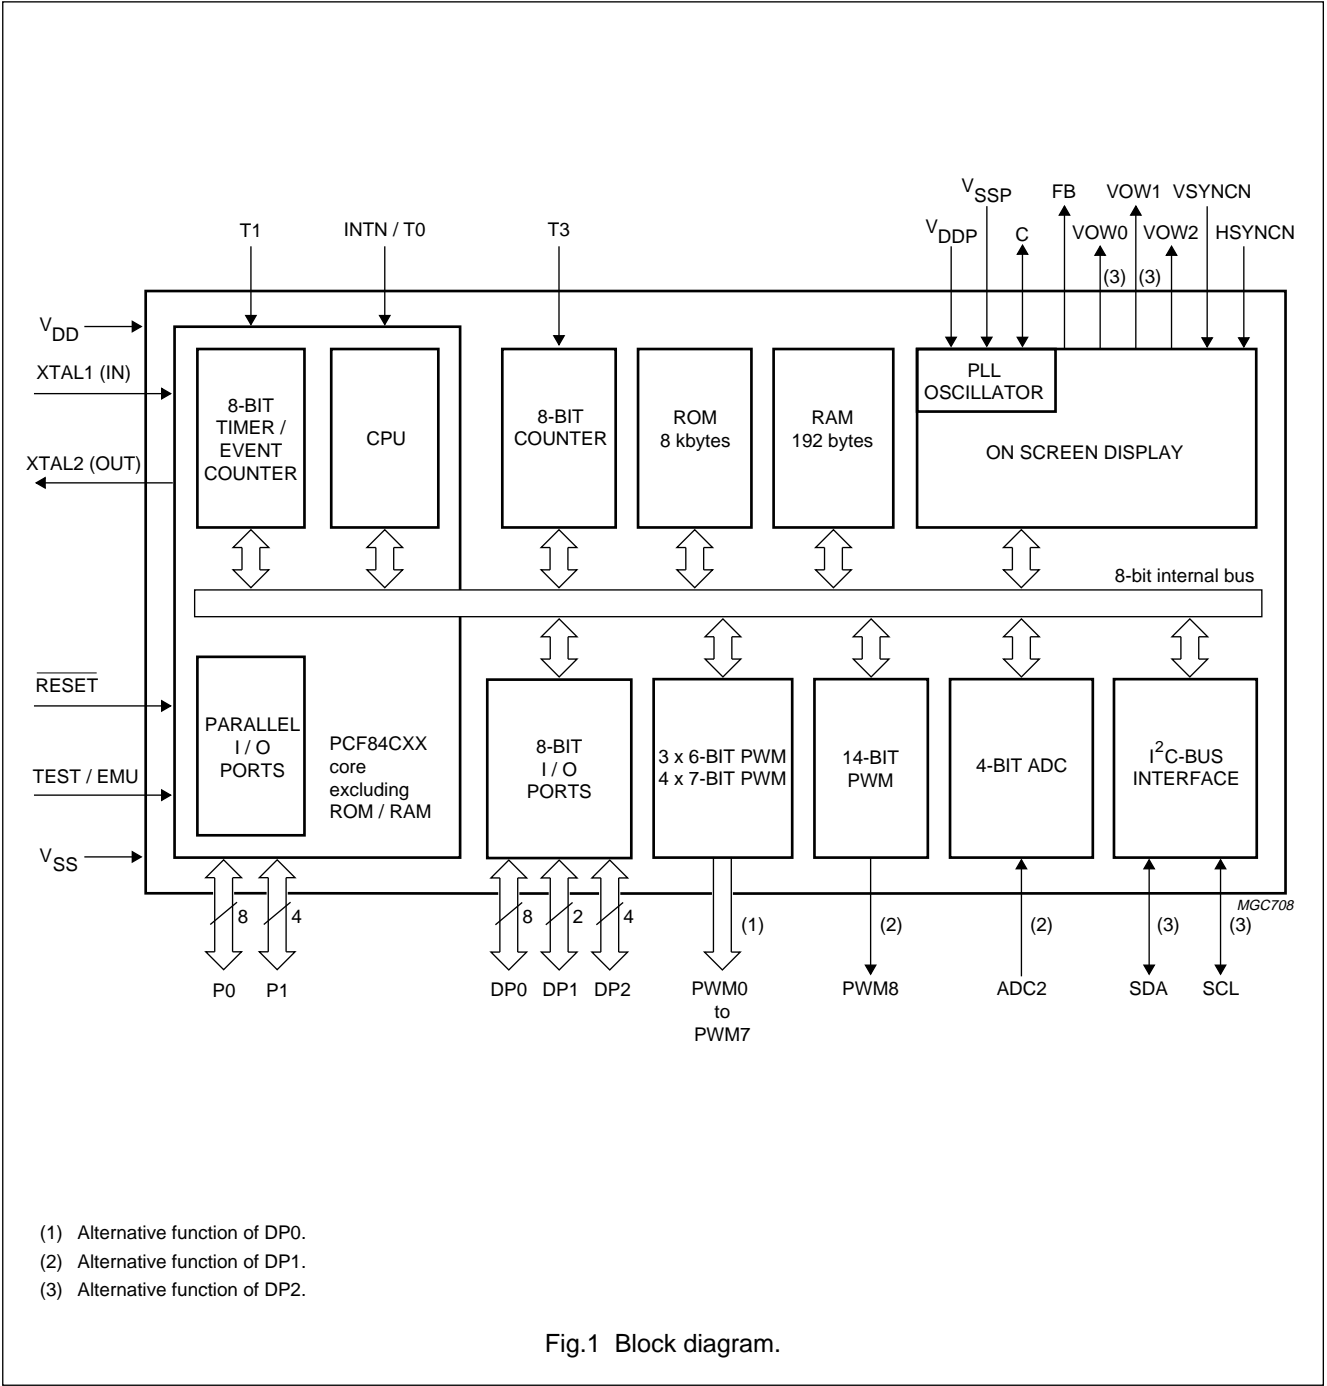 V SSP
FB
VOW1
VSYNCN
T1
INTN / T0
T3
V DDP
C
VOW0
VOW2
HSYNCN
(3)
(3)
V DD
XTAL1 (IN)
XTAL2 (OUT)
8-BIT
TIMER /
EVENT
COUNTER
CPU
8-BIT
COUNTER
ROM
8 kbytes
RAM
192 bytes
PLL
OSCILLATOR
ON SCREEN DISPLAY
8-bit internal bus
RESET
TEST / EMU
V SS
PARALLEL
I / O
PORTS
PCF84CXX
core
excluding
ROM / RAM
8-BIT
I / O
PORTS
3 x 6-BIT PWM
4 x 7-BIT PWM
14-BIT
PWM
4-BIT ADC
I2C-BUS
INTERFACE
MGC708
8
4
8
2
4
(1)
(2)
(2)
(3)
(3)
P0
P1
DP0
DP1
DP2
PWM0
to
PWM7
PWM8
ADC2
SDA
SCL
(1) Alternative function of DP0.
(2) Alternative function of DP1.
(3) Alternative function of DP2.
Fig.1 Block diagram.